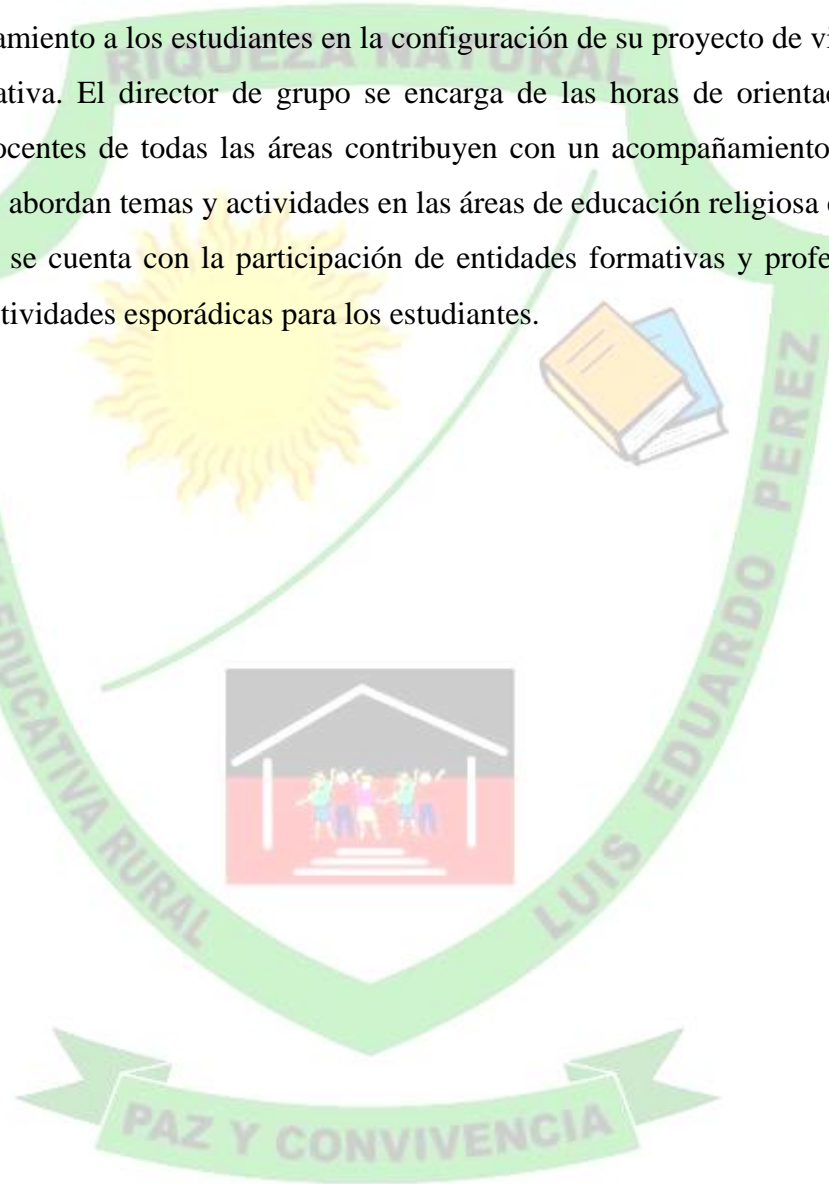 amiento a los estudiantes en la configuración de su proyecto de vi
ativa. El director de grupo se encarga de las horas de orientac
ocentes de todas las áreas contribuyen con un acompañamiento
abordan temas y actividades en las áreas de educación religiosa
se cuenta con la participación de entidades formativas y profe
tividades esporádicas para los estudiantes.
RIQUEZA NATURAL
EDUCATIVA RURAL
LUIS EDUARDO PEREZ
PAZ Y CONVIVENCIA